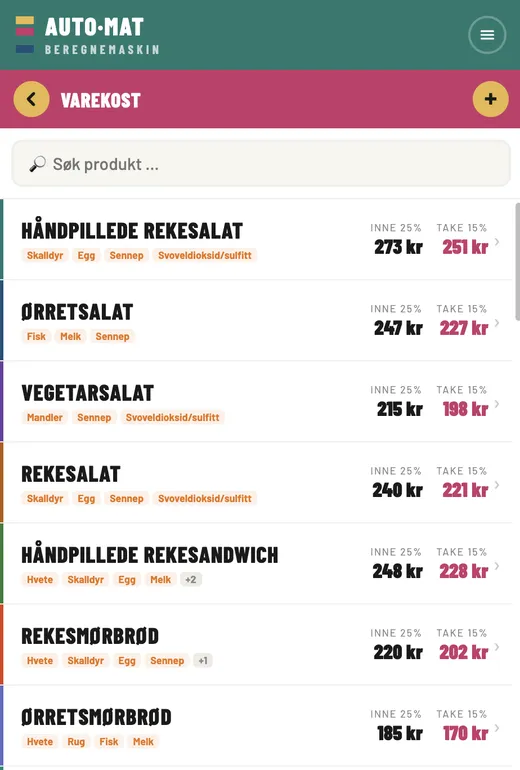 AUTO·MAT
BEREGNEMASKIN
VAREKOST
Søk produkt ...
HÅNDPILLEDE REKESALAT
INNE 25% TAKE 15%
273 kr 251 kr
Skalldyr Egg Sennep Svoveldioksid/sulfitt
ØRRETSALAT
INNE 25% TAKE 15%
247 kr 227 kr
Fisk Melk Sennep
VEGETARSALAT
INNE 25% TAKE 15%
215 kr 198 kr
Mandler Sennep Svoveldioksid/sulfitt
REKESALAT
INNE 25% TAKE 15%
240 kr 221 kr
Skalldyr Egg Sennep Svoveldioksid/sulfitt
HÅNDPILLEDE REKESANDWICH
INNE 25% TAKE 15%
248 kr 228 kr
Hvete Skalldyr Egg Melk +2
REKESMØRBRØD
INNE 25% TAKE 15%
220 kr 202 kr
Hvete Skalldyr Egg Sennep +1
ØRRETSMØRBRØD
INNE 25% TAKE 15%
185 kr 170 kr
Hvete Rug Fisk Melk